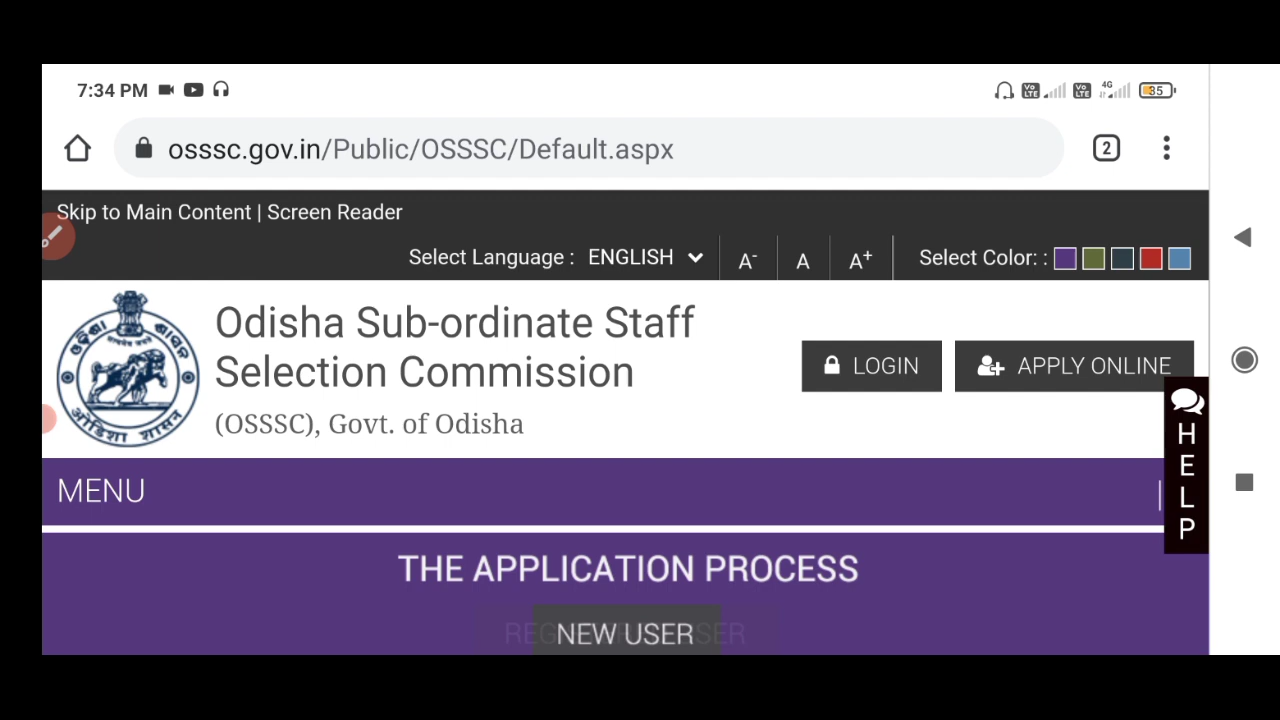 7:34 PM
4G
35
osssc.gov.in/Public/OSSSC/Default.aspx
2
Skip to Main Content | Screen Reader
Select Language : ENGLISH
A-
A
A+
Select Color: :
Odisha Sub-ordinate Staff
Selection Commission
(OSSSC), Govt. of Odisha
LOGIN
APPLY ONLINE
HELP
MENU
THE APPLICATION PROCESS
NEW USER